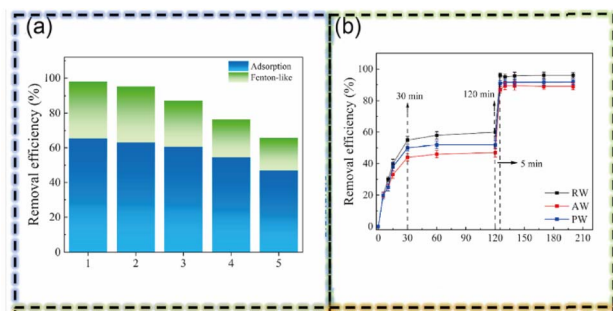 (a)
Adsorption
Fenton-like
Removal efficiency (%)
100
80
60
40
20
0
1 2 3 4 5
(b)
30 min
120 min
5 min
RW
AW
PW
Removal efficiency (%)
100
80
60
40
20
0
0 30 60 90 120 150 180 210